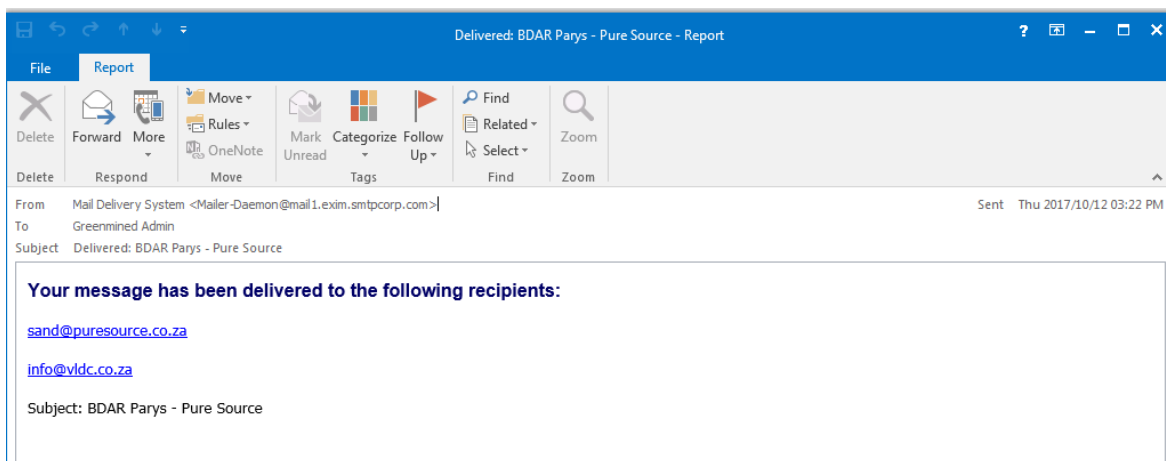 Delivered: BDAR Parys - Pure Source - Report
?
File Report
Delete
Forward
More
Move
Rules
OneNote
Mark Unread
Categorize
Follow Up
Find
Related
Select
Zoom
Delete Respond Move Tags Find Zoom
From Mail Delivery System <Mailer-Daemon@mail1.exim.smtpcorp.com> Sent Thu 2017/10/12 03:22 PM
To Greenmined Admin
Subject Delivered: BDAR Parys - Pure Source
Your message has been delivered to the following recipients:
sand@puresource.co.za
info@vldc.co.za
Subject: BDAR Parys - Pure Source